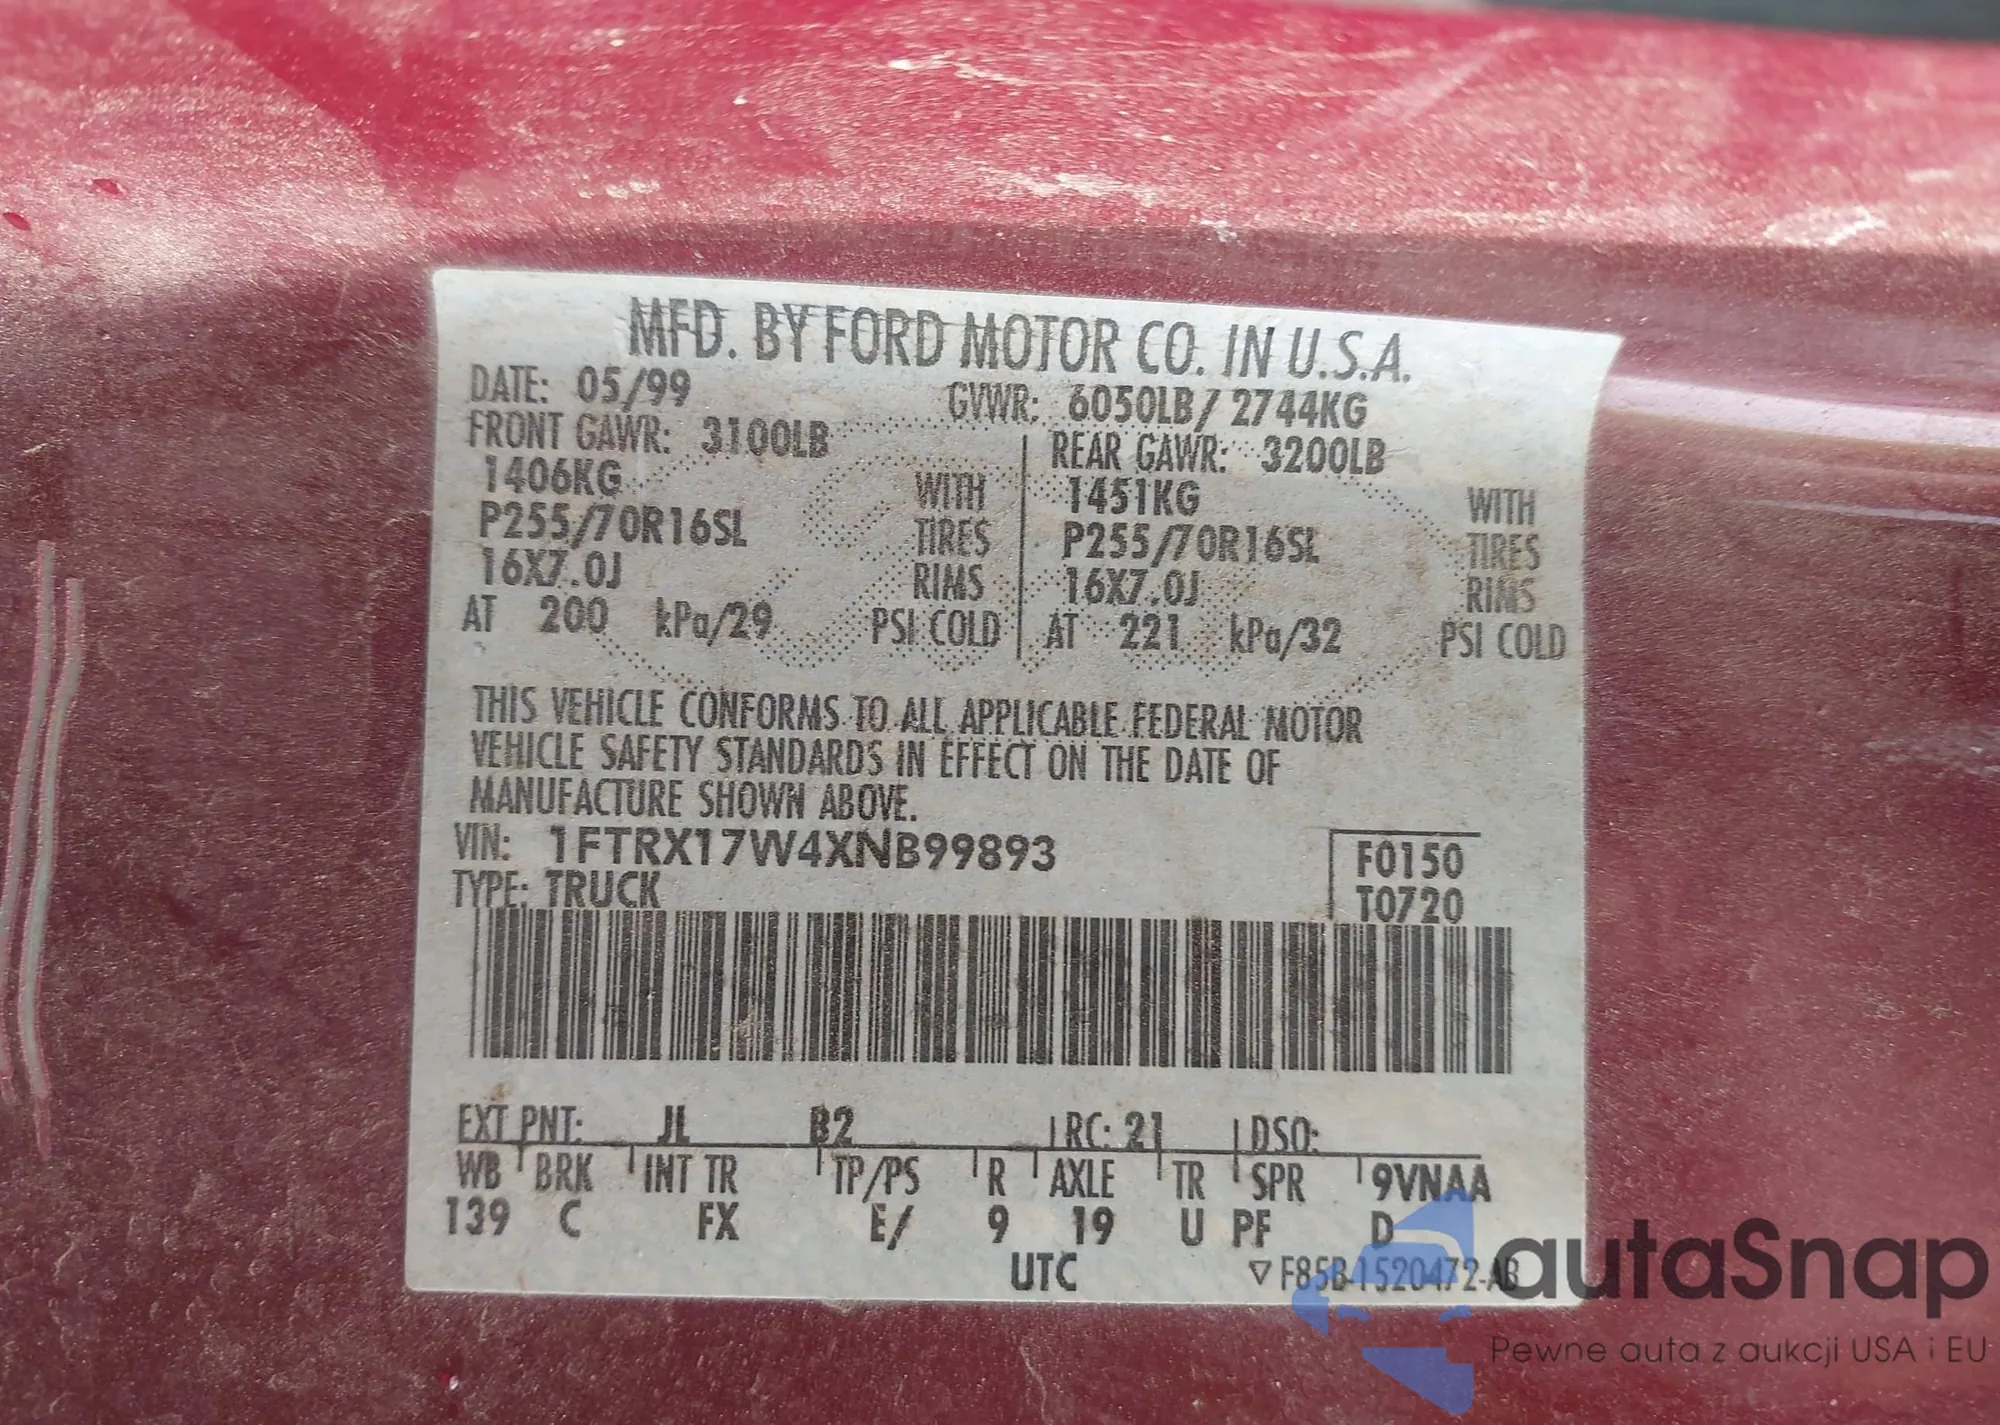 MFD. BY FORD MOTOR CO. IN U.S.A.
DATE: 05/99 GVWR: 6050LB/ 2744KG
FRONT GAWR: 3100LB REAR GAWR: 3200LB
1406KG WITH 1451KG WITH
P255/70R16SL TIRES P255/70R16SL TIRES
16X7.0J RIMS 16X7.0J RIMS
AT 200 kPa/29 PSI COLD AT 221 kPa/32 PSI COLD
THIS VEHICLE CONFORMS TO ALL APPLICABLE FEDERAL MOTOR
VEHICLE SAFETY STANDARDS IN EFFECT ON THE DATE OF
MANUFACTURE SHOWN ABOVE.
VIN: 1FTRX17W4XNB99893 F0150
TYPE: TRUCK T0720
EXT PNT: JL B2 RC: 21 DSO:
WB BRK INT TR TP/PS R AXLE TR SPR 9VNAA
139 C FX E/ 9 19 U PF D
UTC ▽ F85B-1520472-AB
autaSnap
Pewne auta z aukcji USA i EU